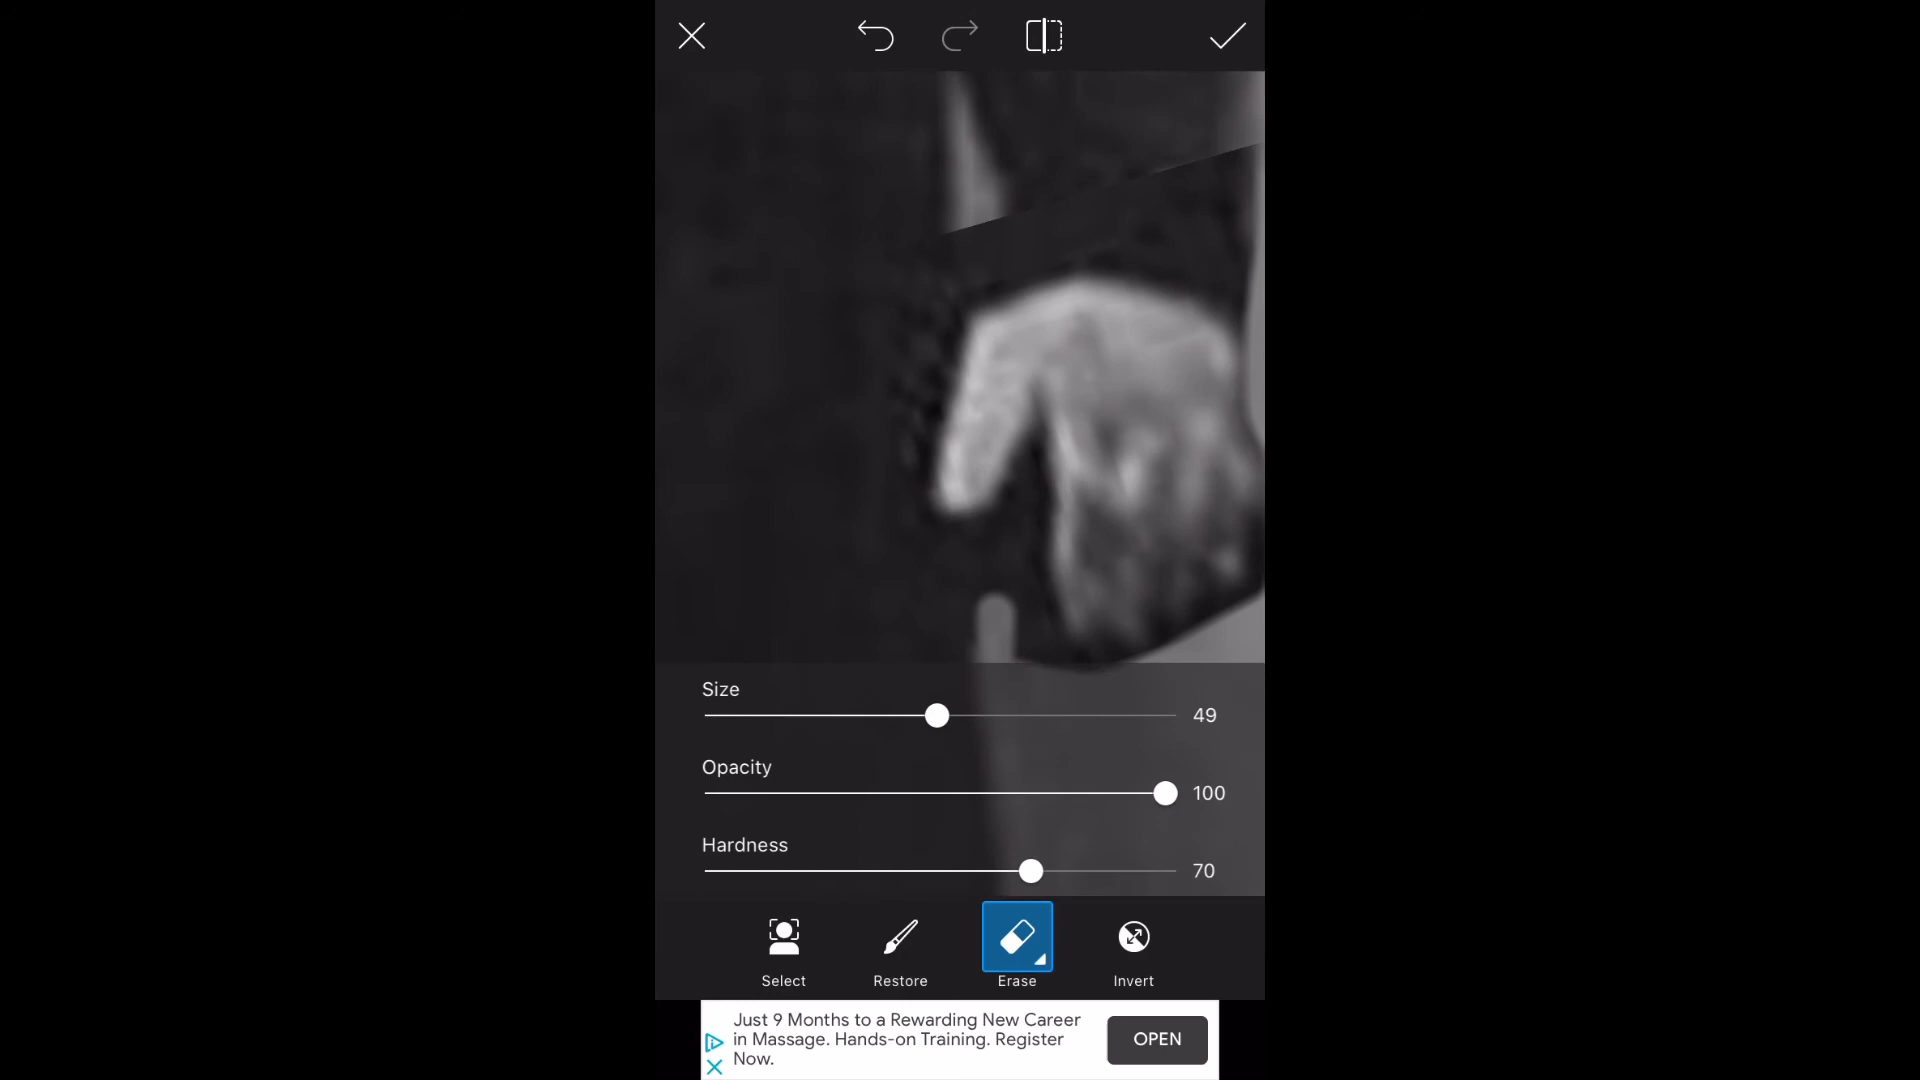 Size
49
Opacity
100
Hardness
70
Select
Restore
Erase
Invert
Just 9 Months to a Rewarding New Career
in Massage. Hands-on Training. Register
Now.
OPEN